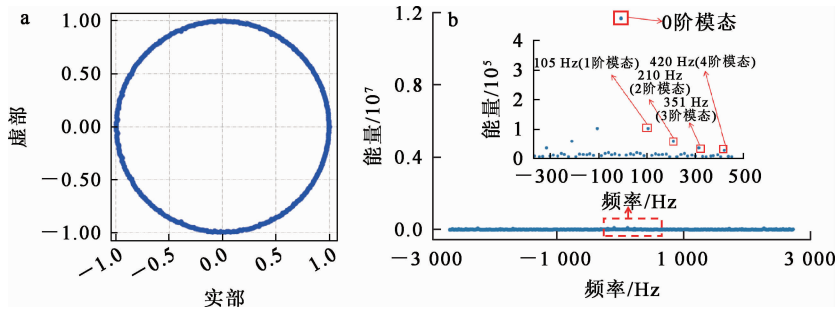 a
1.00
0.50
0.00
−0.50
−1.00
虚部
−1.0
−0.5
0.0
0.5
1.0
实部
b
0阶模态
1.2
0.8
0.4
0.0
能量/10⁷
4
3
2
1
0
能量/10⁵
105 Hz(1阶模态)
420 Hz(4阶模态)
210 Hz
(2阶模态)
351 Hz
(3阶模态)
−300
−100
100
300
500
频率/Hz
−3 000
−1 000
1 000
3 000
频率/Hz